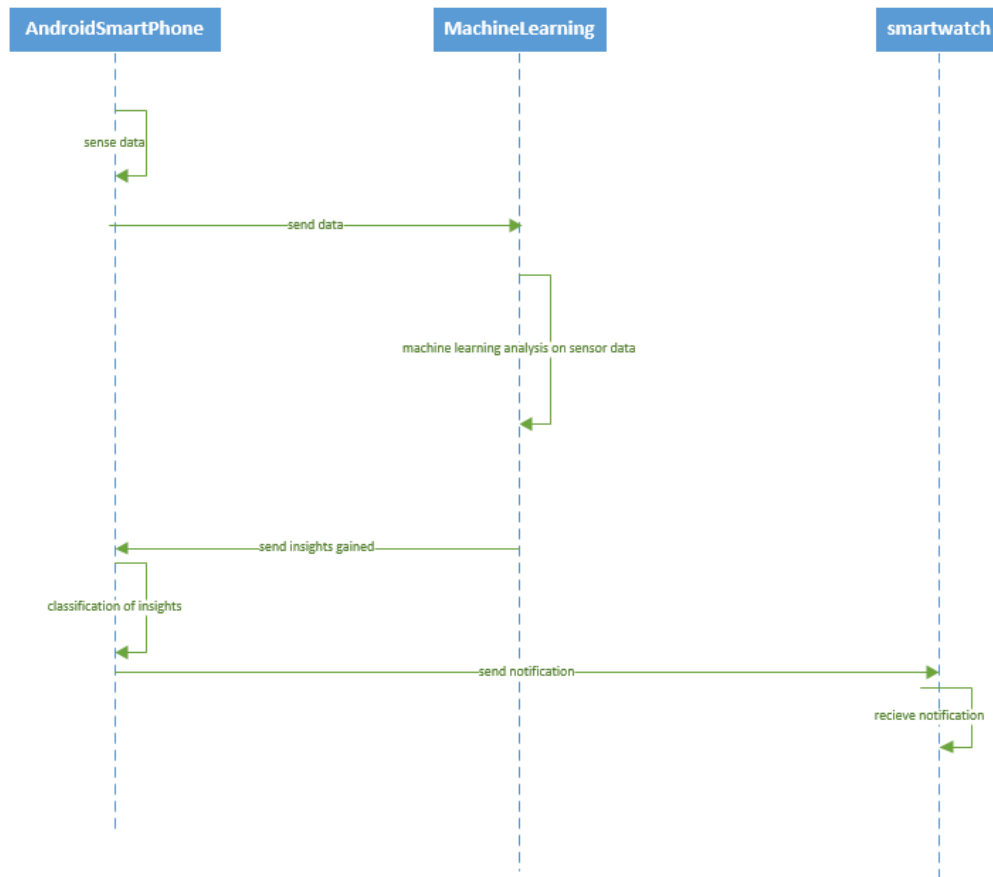 AndroidSmartPhone
MachineLearning
smartwatch
sense data
send data
machine learning analysis on sensor data
send insights gained
classification of insights
send notification
recieve notification